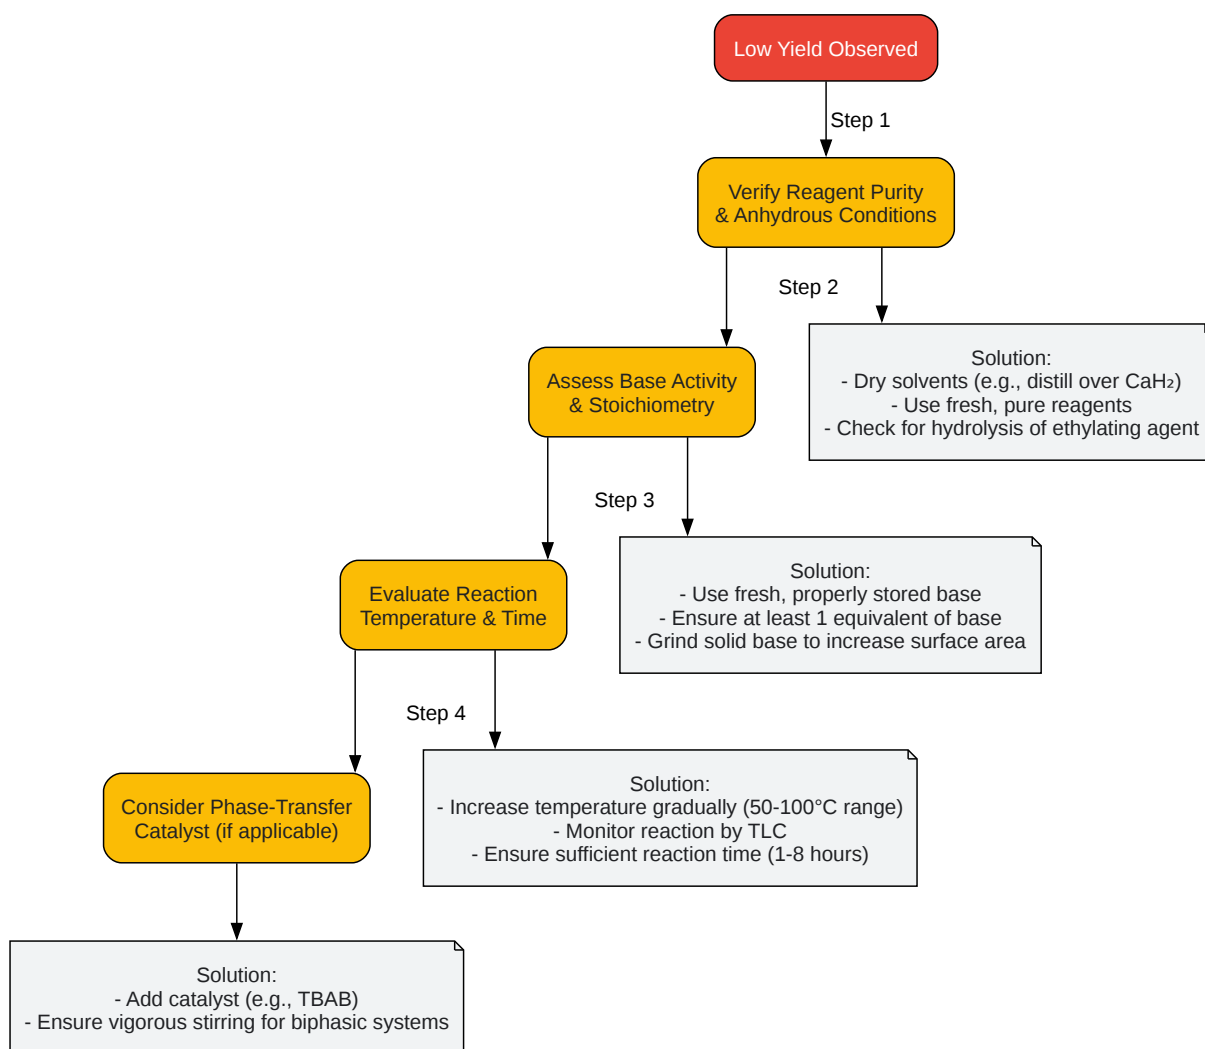 Low Yield Observed
Step 1
Verify Reagent Purity
& Anhydrous Conditions
Step 2
Solution:
- Dry solvents (e.g., distill over CaH₂)
- Use fresh, pure reagents
- Check for hydrolysis of ethylating agent
Assess Base Activity
& Stoichiometry
Step 3
Solution:
- Use fresh, properly stored base
- Ensure at least 1 equivalent of base
- Grind solid base to increase surface area
Evaluate Reaction
Temperature & Time
Step 4
Solution:
- Increase temperature gradually (50-100°C range)
- Monitor reaction by TLC
- Ensure sufficient reaction time (1-8 hours)
Consider Phase-Transfer
Catalyst (if applicable)
Solution:
- Add catalyst (e.g., TBAB)
- Ensure vigorous stirring for biphasic systems